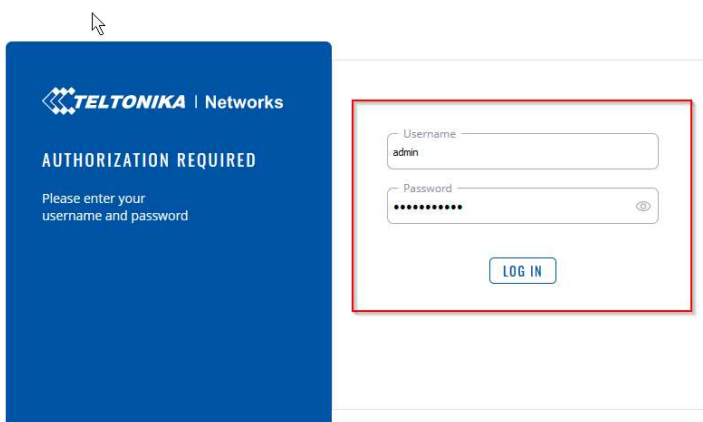 TELTONIKA | Networks
AUTHORIZATION REQUIRED
Please enter your
username and password
Username
admin
Password
•••••••••••
LOG IN